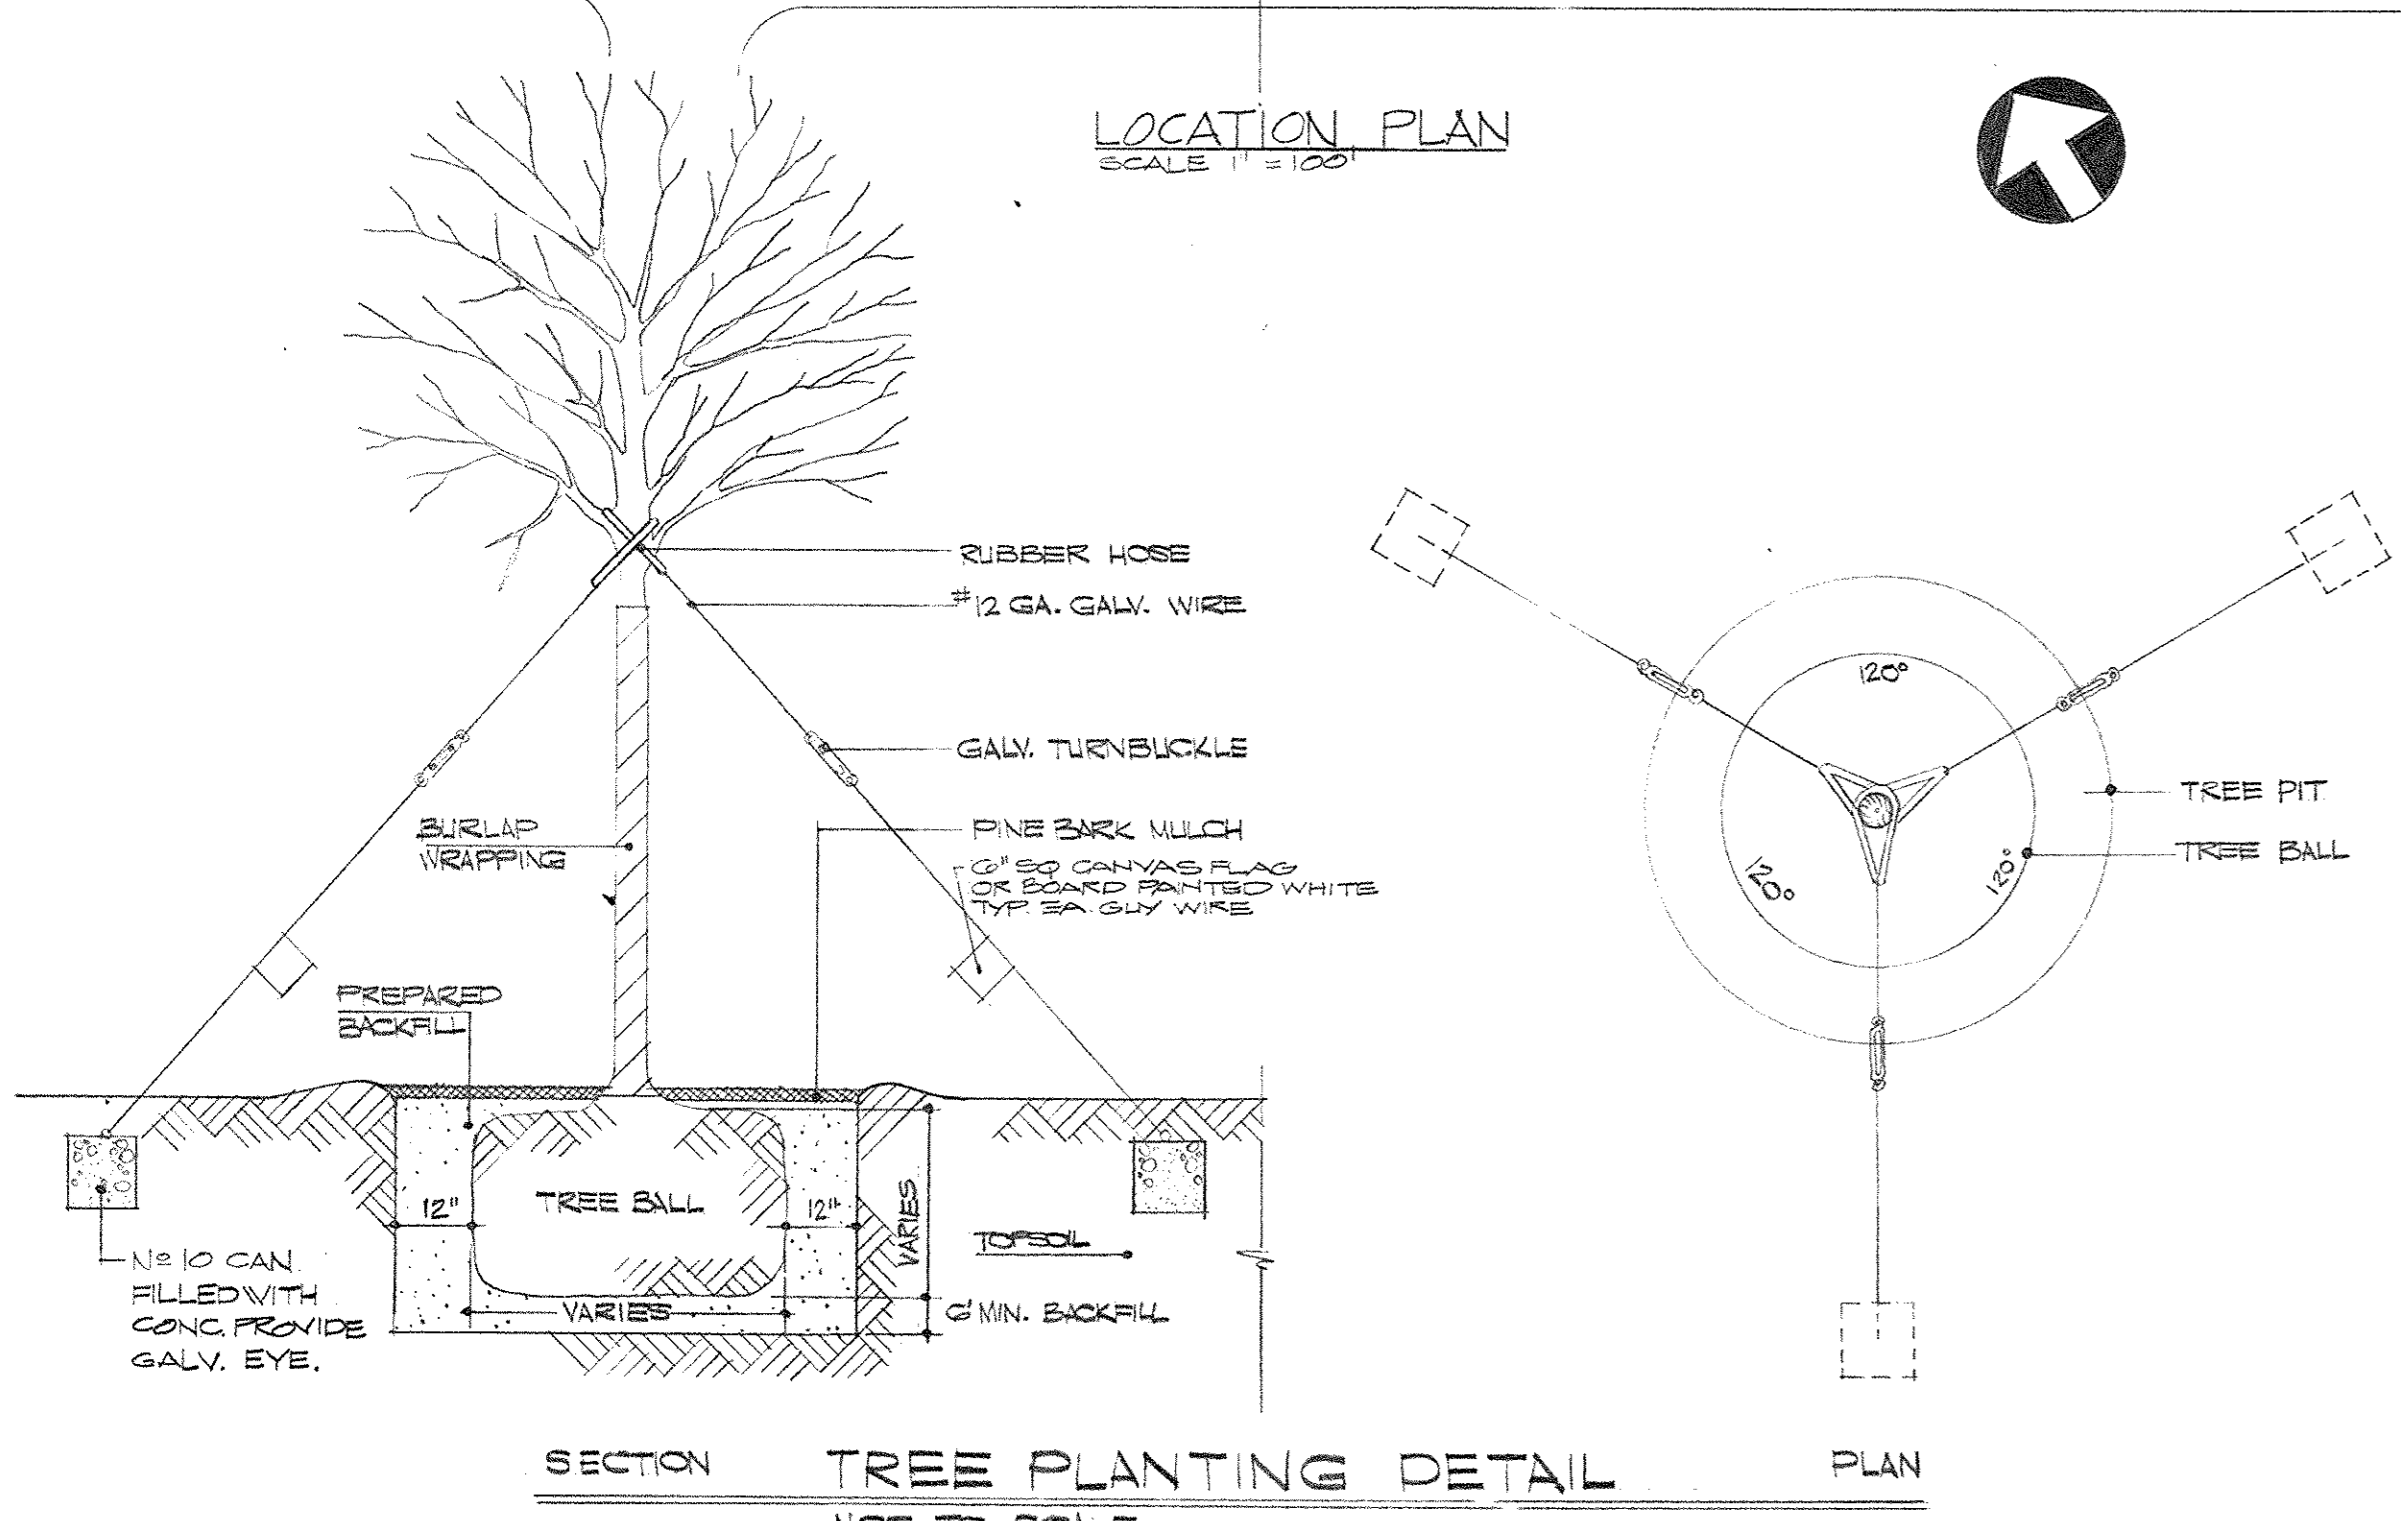 LOCATION PLAN
SCALE 1" = 100'
RUBBER HOSE
#12 GA. GALV. WIRE
GALV. TURNBUCKLE
BURLAP
WRAPPING
PINE BARK MULCH
6" SQ CANVAS FLAG
OR BOARD PAINTED WHITE
TYP. EA. GUY WIRE
PREPARED
BACKFILL
120°
120°
120°
TREE PIT
TREE BALL
12"
TREE BALL
12"
VARIES
TOPSOIL
VARIES
6" MIN. BACKFILL
Nº 10 CAN
FILLED WITH
CONC. PROVIDE
GALV. EYE.
SECTION TREE PLANTING DETAIL PLAN
NOT TO SCALE